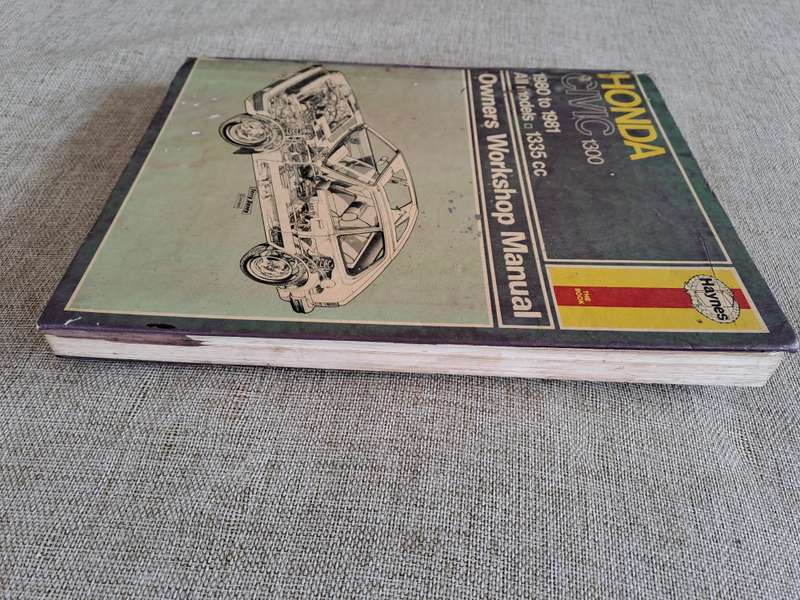 HONDA
CIVIC 1300
1980 to 1981
All models □ 1335 cc
Owners Workshop Manual
Haynes
THE
BOOK